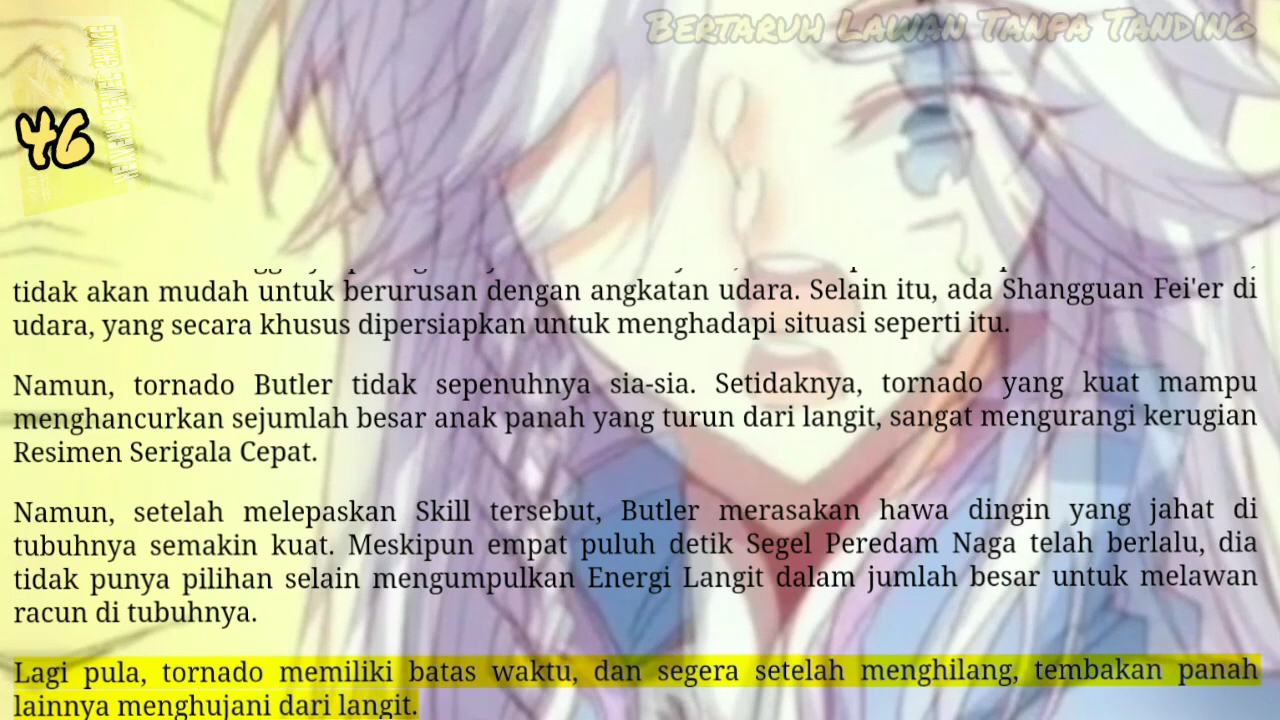 Bertaruh Lawan Tanpa Tanding
46
tidak akan mudah untuk berurusan dengan angkatan udara. Selain itu, ada Shangguan Fei'er di
udara, yang secara khusus dipersiapkan untuk menghadapi situasi seperti itu.
Namun, tornado Butler tidak sepenuhnya sia-sia. Setidaknya, tornado yang kuat mampu
menghancurkan sejumlah besar anak panah yang turun dari langit, sangat mengurangi kerugian
Resimen Serigala Cepat.
Namun, setelah melepaskan Skill tersebut, Butler merasakan hawa dingin yang jahat di
tubuhnya semakin kuat. Meskipun empat puluh detik Segel Peredam Naga telah berlalu, dia
tidak punya pilihan selain mengumpulkan Energi Langit dalam jumlah besar untuk melawan
racun di tubuhnya.
Lagi pula, tornado memiliki batas waktu, dan segera setelah menghilang, tembakan panah
lainnya menghujani dari langit.